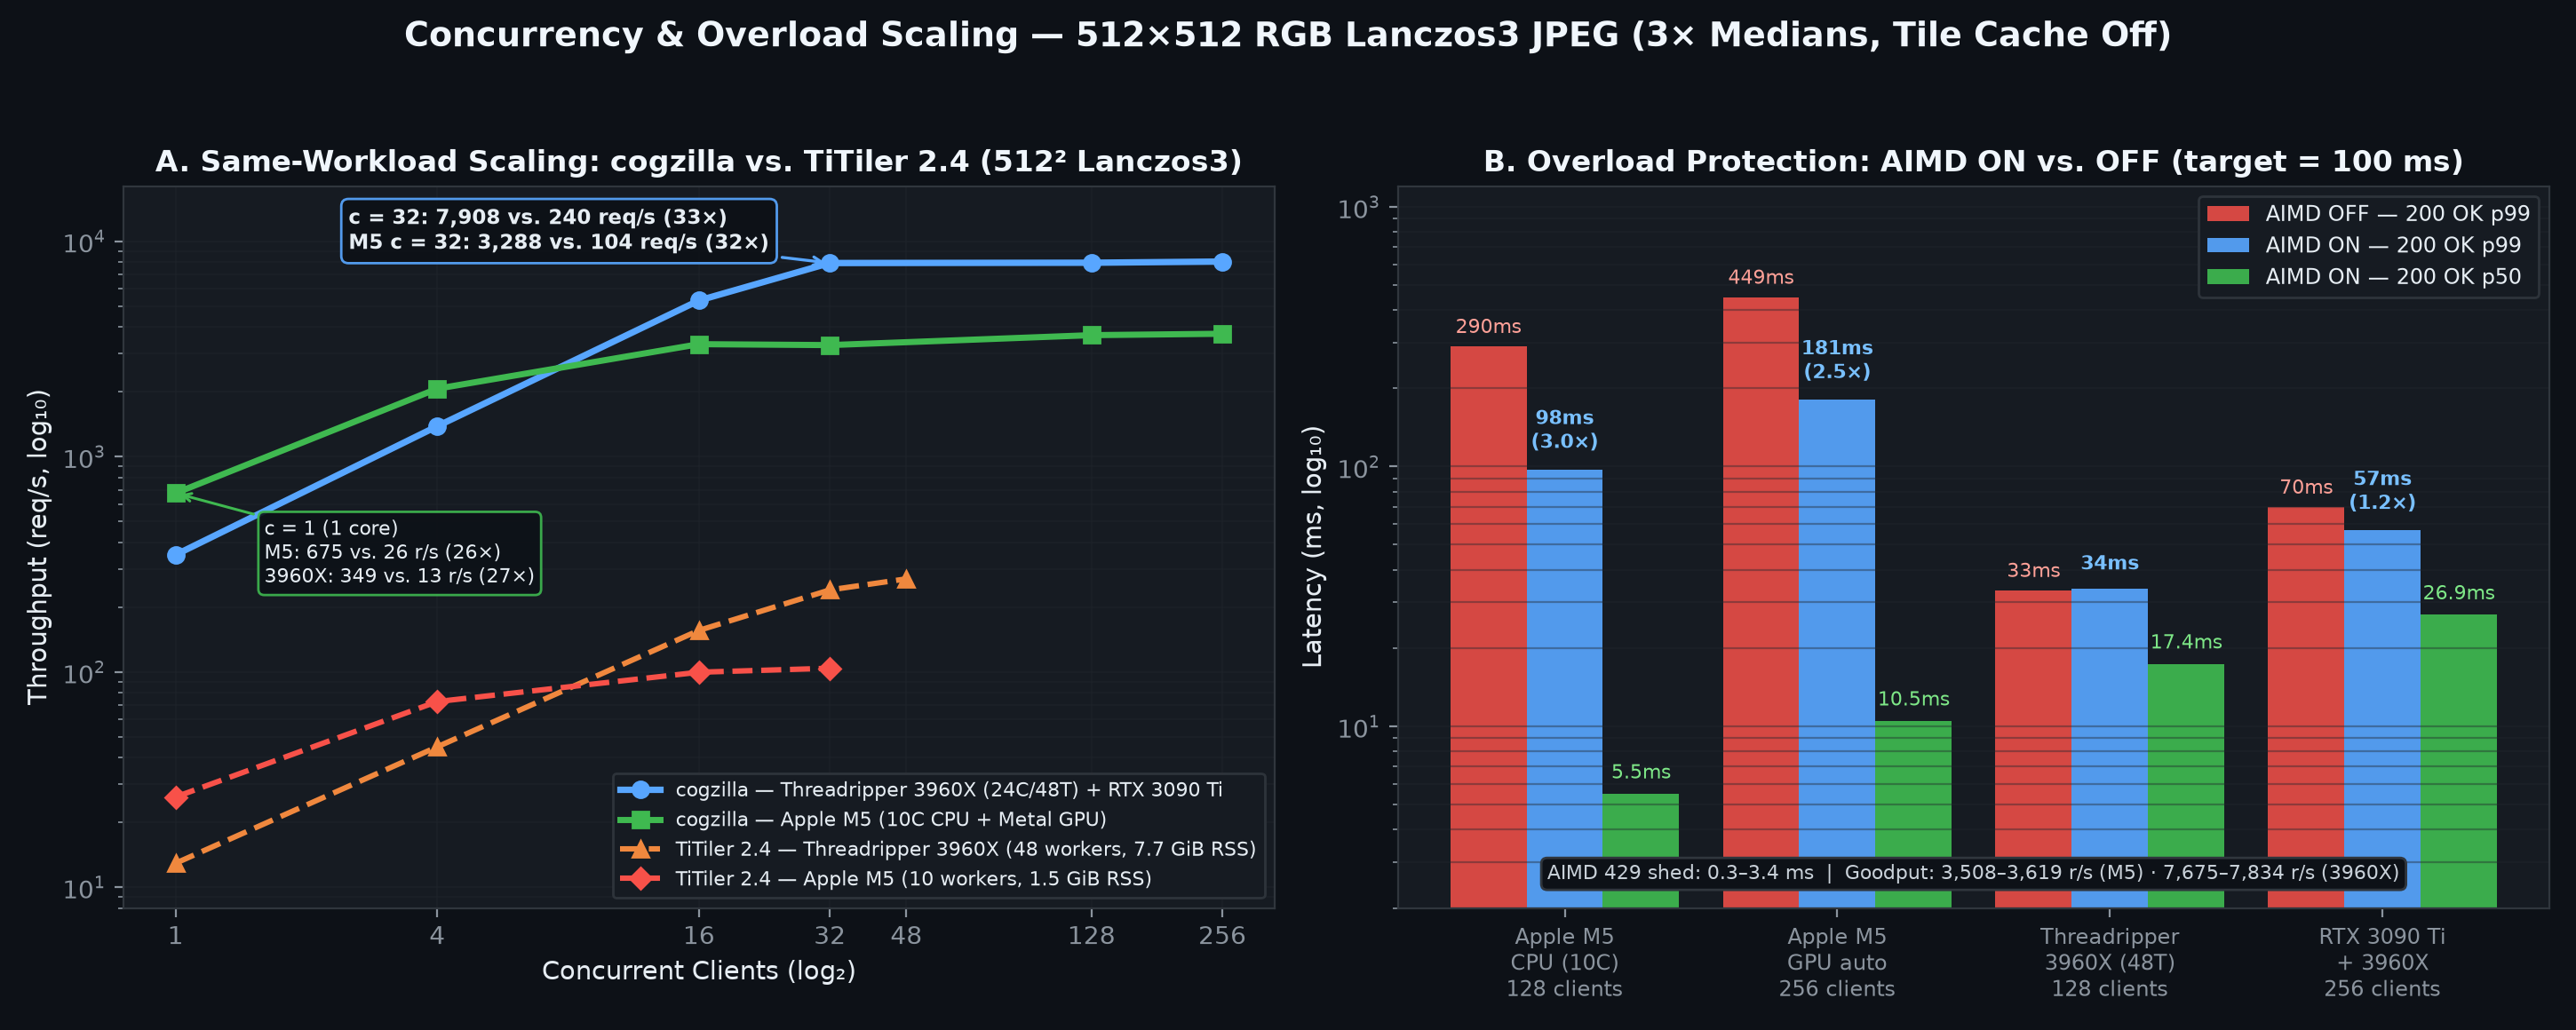 Concurrency & Overload Scaling — 512×512 RGB Lanczos3 JPEG (3× Medians, Tile Cache Off)
A. Same-Workload Scaling: cogzilla vs. TiTiler 2.4 (512² Lanczos3)
Throughput (req/s, log₁₀)
10⁴
10³
10²
10¹
c = 32: 7,908 vs. 240 req/s (33×)
M5 c = 32: 3,288 vs. 104 req/s (32×)
c = 1 (1 core)
M5: 675 vs. 26 r/s (26×)
3960X: 349 vs. 13 r/s (27×)
cogzilla — Threadripper 3960X (24C/48T) + RTX 3090 Ti
cogzilla — Apple M5 (10C CPU + Metal GPU)
TiTiler 2.4 — Threadripper 3960X (48 workers, 7.7 GiB RSS)
TiTiler 2.4 — Apple M5 (10 workers, 1.5 GiB RSS)
1 4 16 32 48 128 256
Concurrent Clients (log₂)
B. Overload Protection: AIMD ON vs. OFF (target = 100 ms)
Latency (ms, log₁₀)
10³
10²
10¹
AIMD OFF — 200 OK p99
AIMD ON — 200 OK p99
AIMD ON — 200 OK p50
290ms
98ms
(3.0×)
5.5ms
449ms
181ms
(2.5×)
10.5ms
33ms
34ms
17.4ms
70ms
57ms
(1.2×)
26.9ms
AIMD 429 shed: 0.3–3.4 ms | Goodput: 3,508–3,619 r/s (M5) · 7,675–7,834 r/s (3960X)
Apple M5
CPU (10C)
128 clients
Apple M5
GPU auto
256 clients
Threadripper
3960X (48T)
128 clients
RTX 3090 Ti
+ 3960X
256 clients